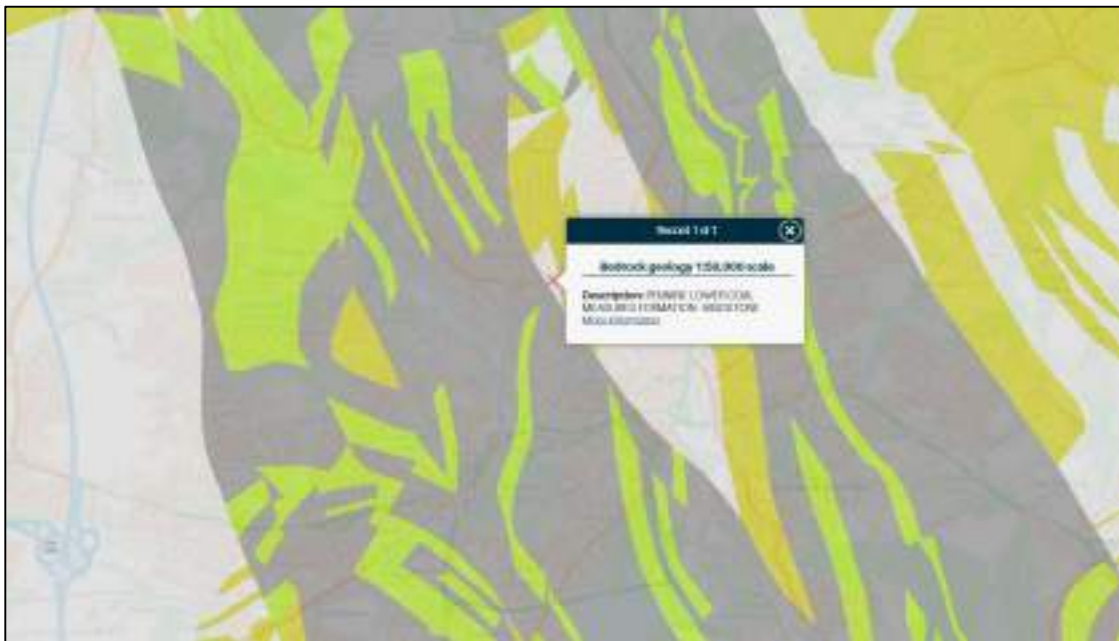 Record 1 of 1
Bedrock geology 1:50,000 scale
Description: PENNINE LOWER COAL
MEASURES FORMATION - MUDSTONE
More Information